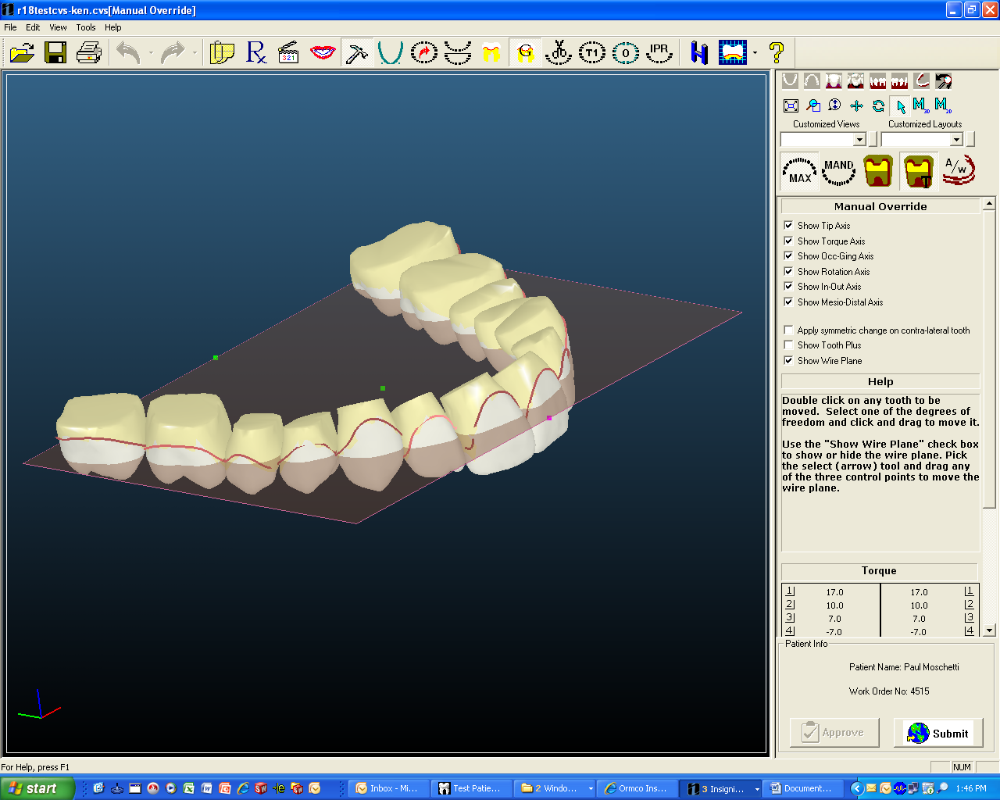 r18testcvs-ken.cvs[Manual Override]
File Edit View Tools Help
Rx 321 T1 0 IPR ?
M 3D M 2D
Customized Views Customized Layouts
MAX MAND T A/W
Manual Override
Show Tip Axis
Show Torque Axis
Show Occ-Ging Axis
Show Rotation Axis
Show In-Out Axis
Show Mesio-Distal Axis
Apply symmetric change on contra-lateral tooth
Show Tooth Plus
Show Wire Plane
Help
Double click on any tooth to be
moved. Select one of the degrees of
freedom and click and drag to move it.
Use the "Show Wire Plane" check box
to show or hide the wire plane. Pick
the select (arrow) tool and drag any
of the three control points to move the
wire plane.
Torque
1 17.0 17.0 1
2 10.0 10.0 2
3 7.0 7.0 3
4 -7.0 -7.0 4
Patient Info
Patient Name: Paul Moschetti
Work Order No: 4515
Approve Submit
For Help, press F1 NUM
start Inbox - Mi... Test Patie... 2 Windo... Ormco Ins... 3 Insigni... Document... 1:46 PM